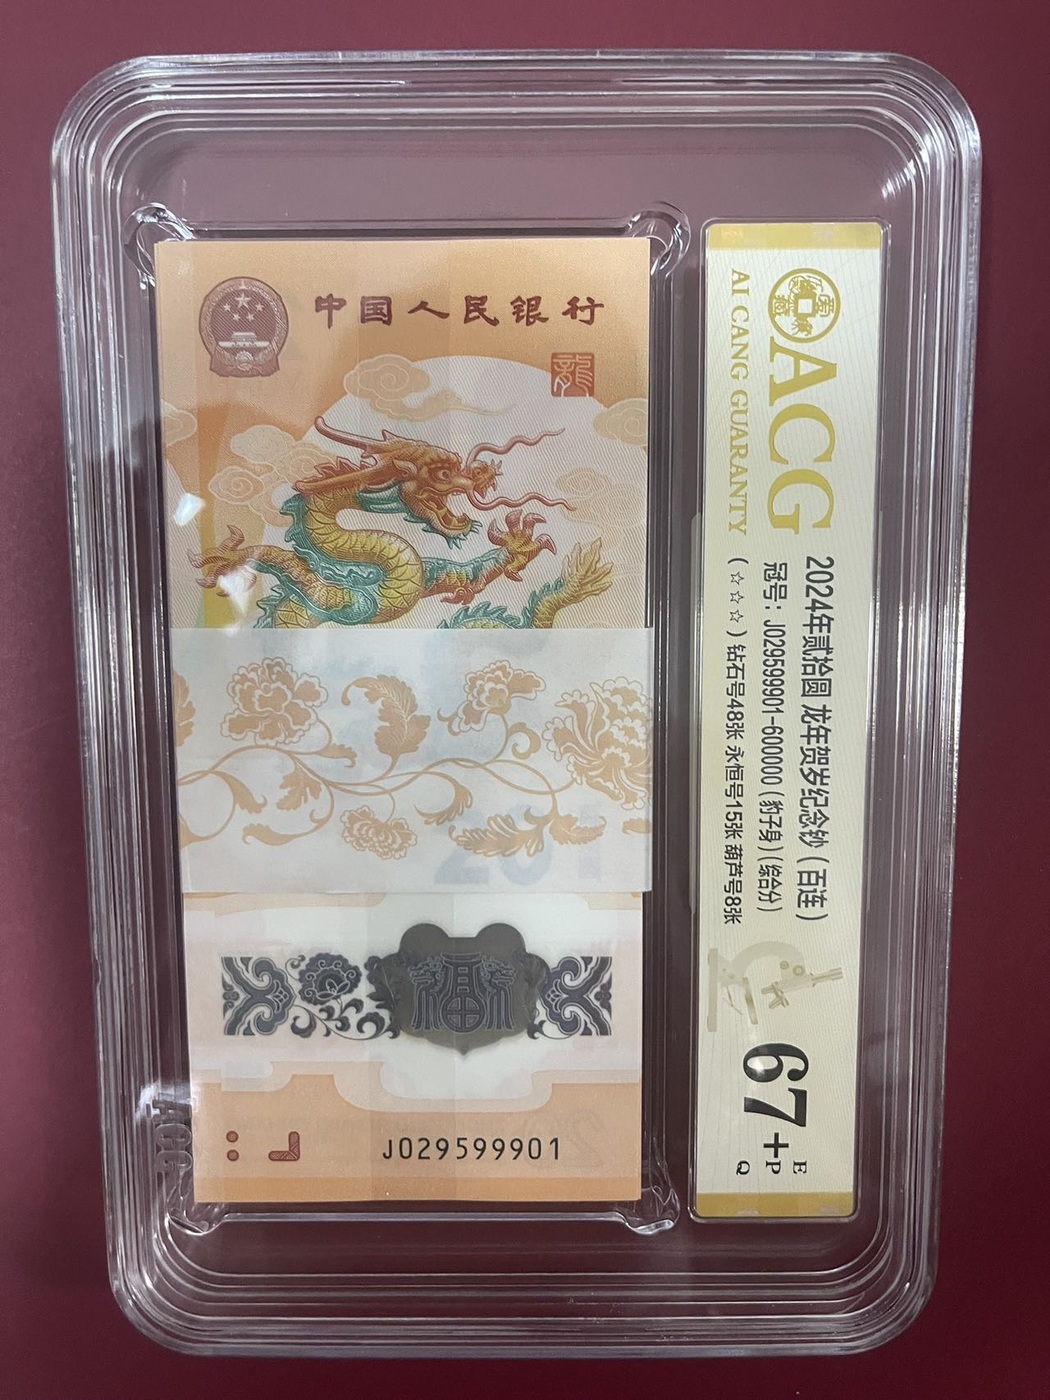 中国人民银行
龍
福
J029599901
ACG
AI CANG GUARANTY
2024年贰拾圆 龙年贺岁纪念钞（百连）
冠号：J029599901-600000（豹子身）（综合分）
（☆☆☆）钻石号48张 永恒号15张 葫芦号8张
67+
E
P
Q